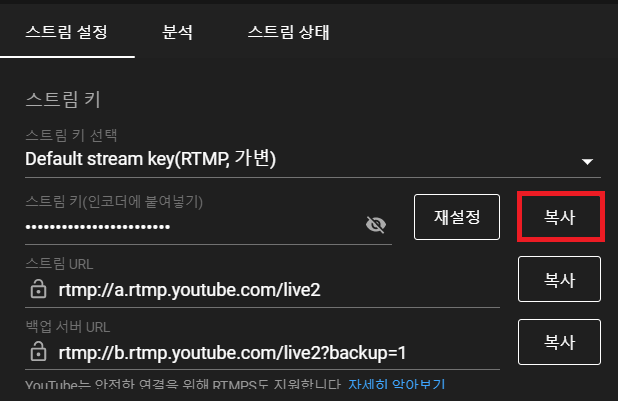 스트림 설정 분석 스트림 상태
스트림 키
스트림 키 선택
Default stream key(RTMP, 가변)
스트림 키(인코더에 붙여넣기)
•••••••••••••••••••••••• 재설정 복사
스트림 URL
rtmp://a.rtmp.youtube.com/live2 복사
백업 서버 URL
rtmp://b.rtmp.youtube.com/live2?backup=1 복사
YouTube는 안전한 연결을 위해 RTMPS도 지원합니다. 자세히 알아보기